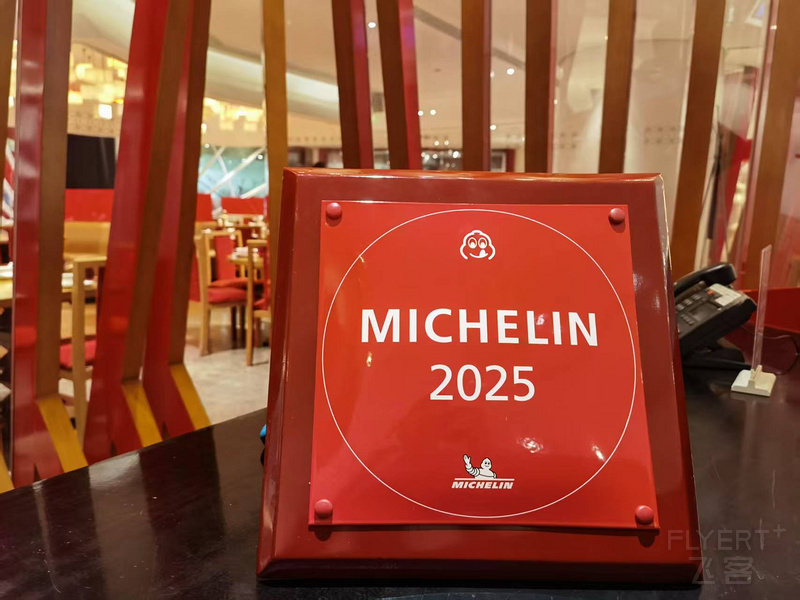 MICHELIN
2025
MICHELIN
FLYERT+
飞客